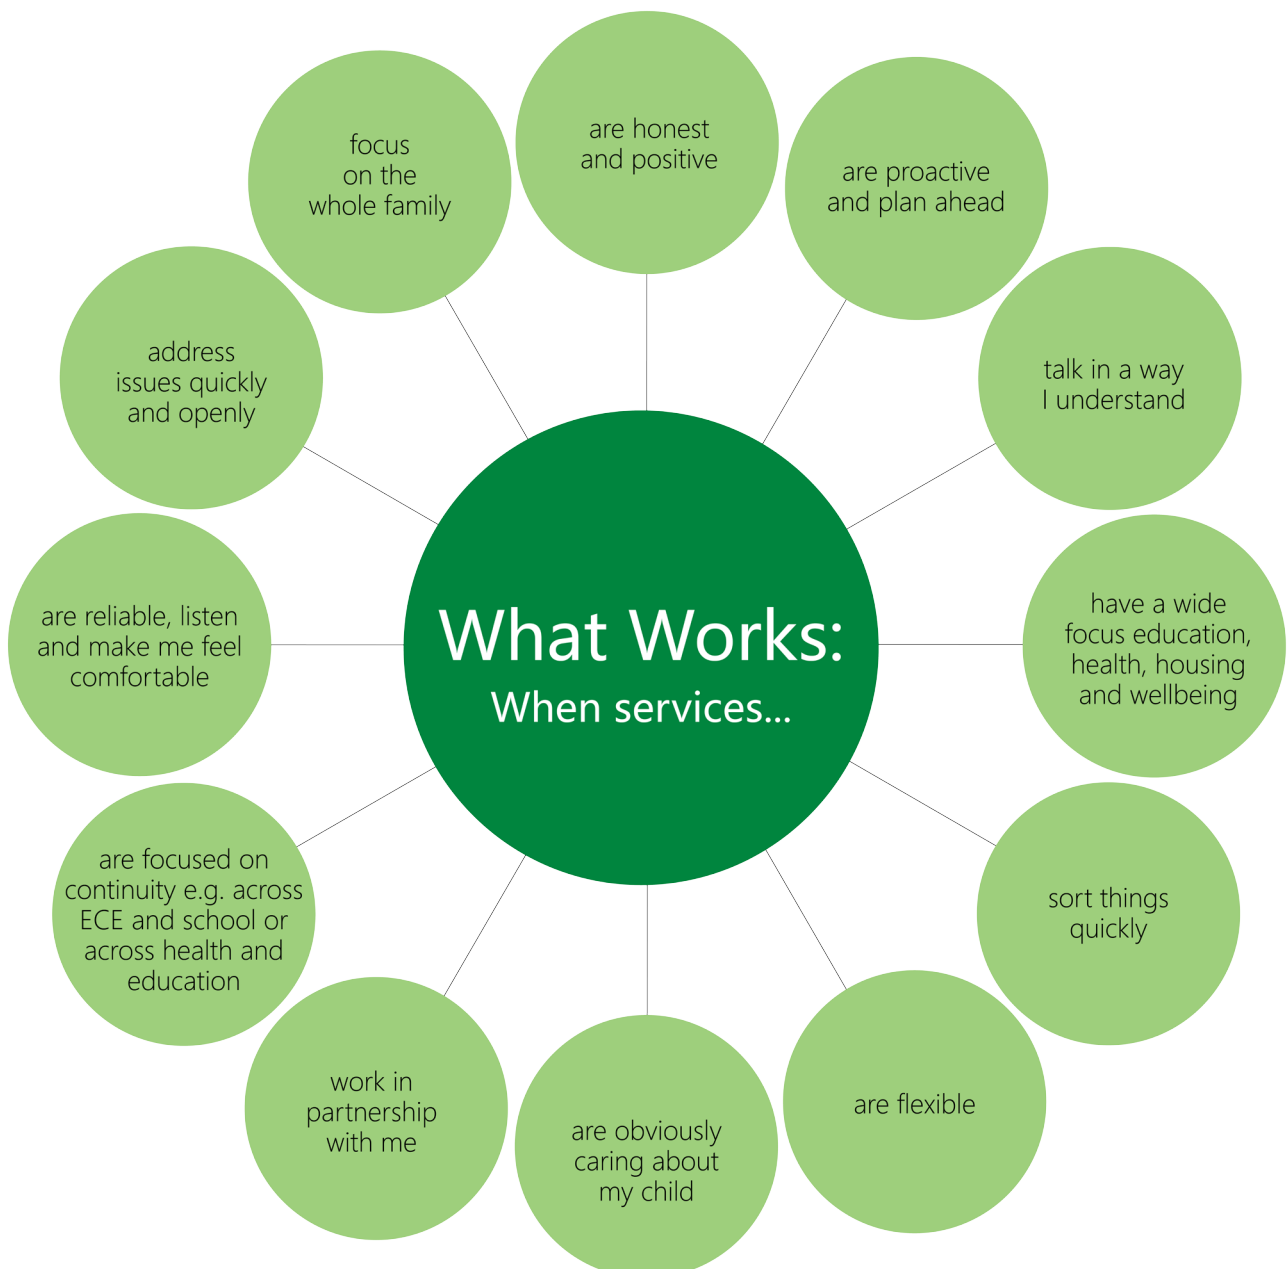 What Works:
When services...
are honest
and positive
are proactive
and plan ahead
talk in a way
I understand
have a wide
focus education,
health, housing
and wellbeing
sort things
quickly
are flexible
are obviously
caring about
my child
work in
partnership
with me
are focused on
continuity e.g. across
ECE and school or
across health and
education
are reliable, listen
and make me feel
comfortable
address
issues quickly
and openly
focus
on the
whole family